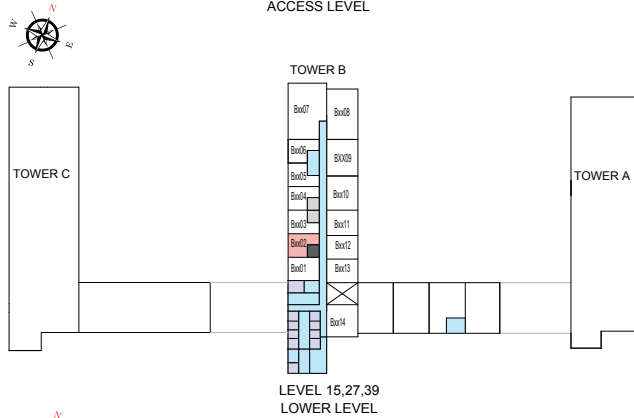 ACCESS LEVEL
N
W
E
S
TOWER B
Bxx07
Bxx08
Bxx06
BXX09
Bxx05
TOWER C
TOWER A
Bxx04
Bxx10
Bxx03
Bxx11
Bxx02
Bxx12
Bxx01
Bxx13
Bxx14
LEVEL 15,27,39
LOWER LEVEL
N